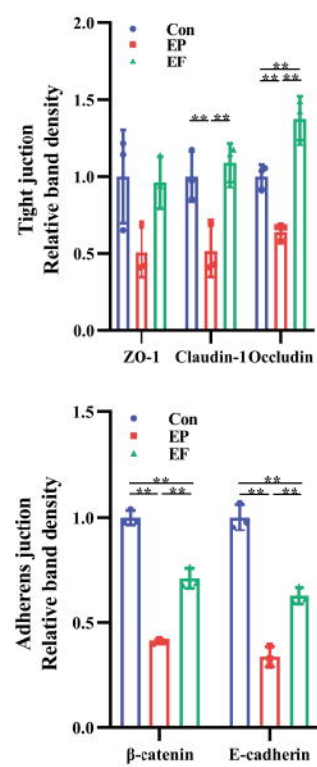 Tight juction
Relative band density
2.0
1.5
1.0
0.5
0.0
Con
EP
EF
** **
**
** **
ZO-1 Claudin-1 Occludin
Adherens juction
Relative band density
1.5
1.0
0.5
0.0
Con
EP
EF
**
** **
**
** **
β-catenin E-cadherin